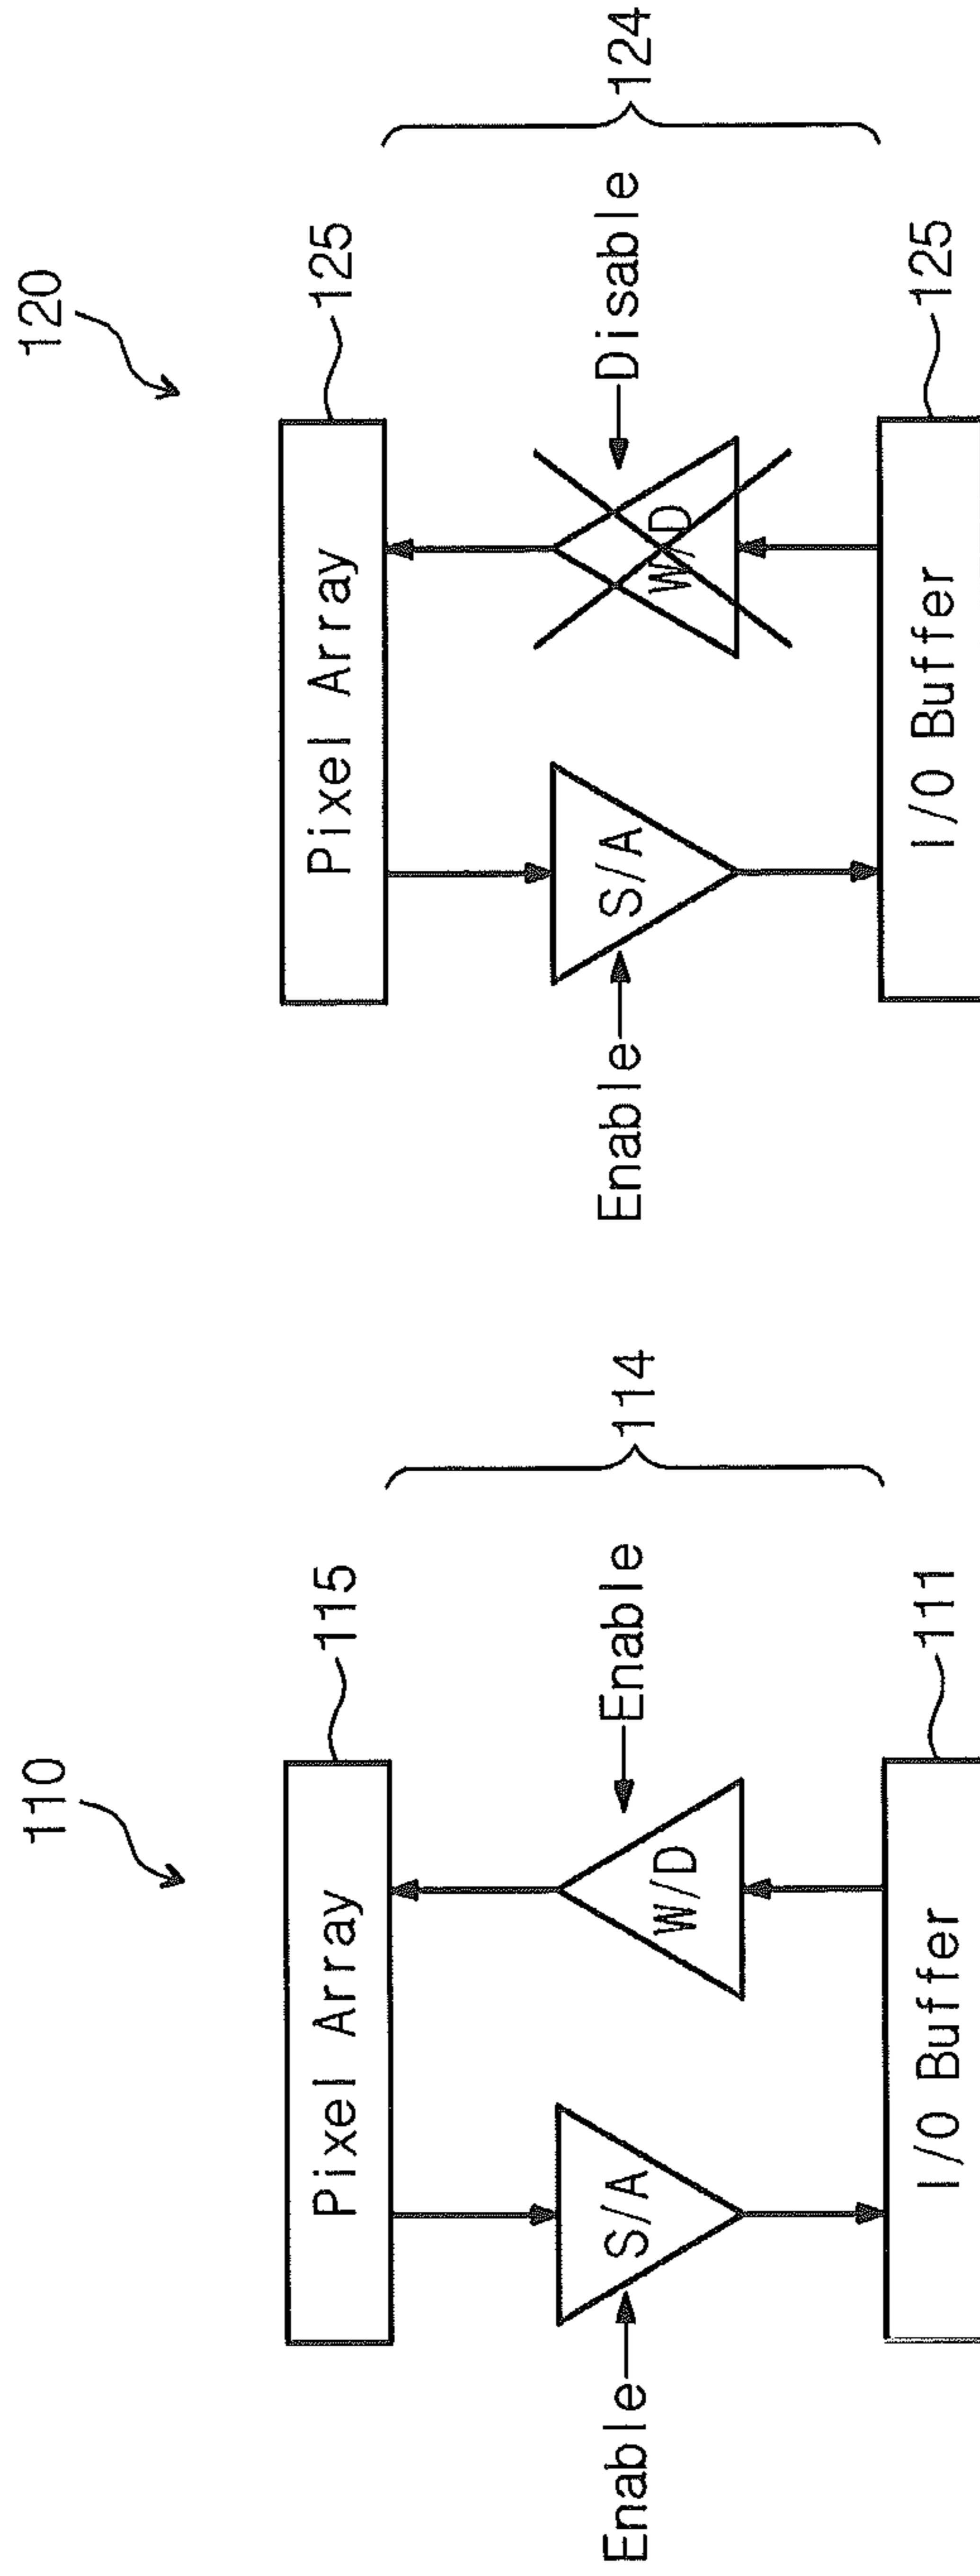 110
Pixel Array
115
Enable
S/A
W/D
Enable
114
I/O Buffer
111
120
Pixel Array
125
Enable
S/A
W/D
Disable
124
I/O Buffer
125